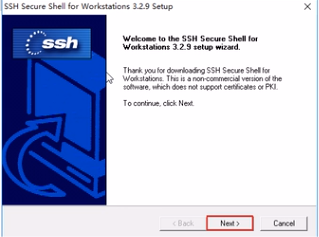 SSH Secure Shell for Workstations 3.2.9 Setup
ssh
Welcome to the SSH Secure Shell for
Workstations 3.2.9 setup wizard.
Thank you for downloading SSH Secure Shell for
Workstations. This is a non-commercial version of the
software, which does not support certificates or PKI.
To continue, click Next.
< Back
Next >
Cancel